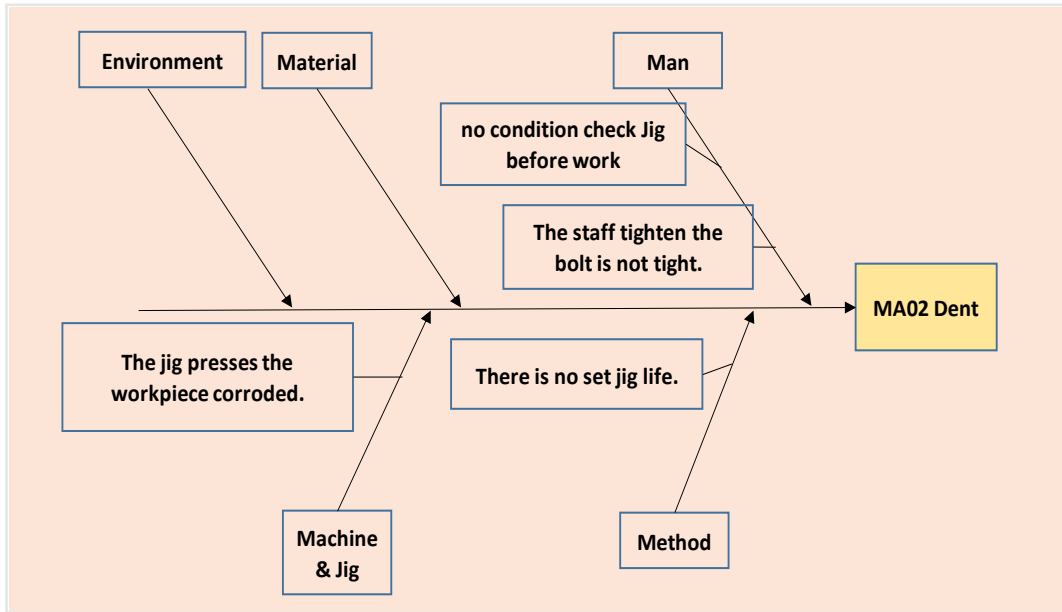 Environment
Material
Man
no condition check Jig
before work
The staff tighten the
bolt is not tight.
MA02 Dent
The jig presses the
workpiece corroded.
There is no set jig life.
Machine
& Jig
Method